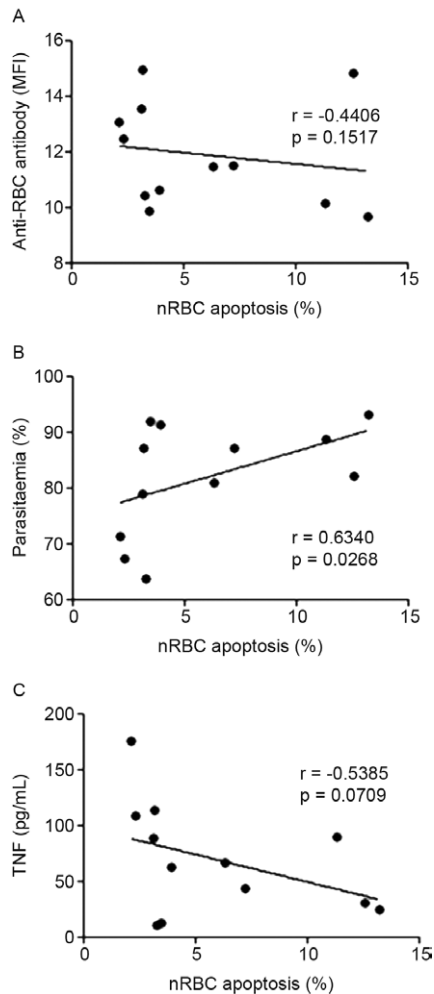 A
Anti-RBC antibody (MFI)
16
14
12
10
8
r = -0.4406
p = 0.1517
0
5
10
15
nRBC apoptosis (%)
B
Parasitaemia (%)
100
90
80
70
60
r = 0.6340
p = 0.0268
0
5
10
15
nRBC apoptosis (%)
C
TNF (pg/mL)
200
150
100
50
0
r = -0.5385
p = 0.0709
0
5
10
15
nRBC apoptosis (%)